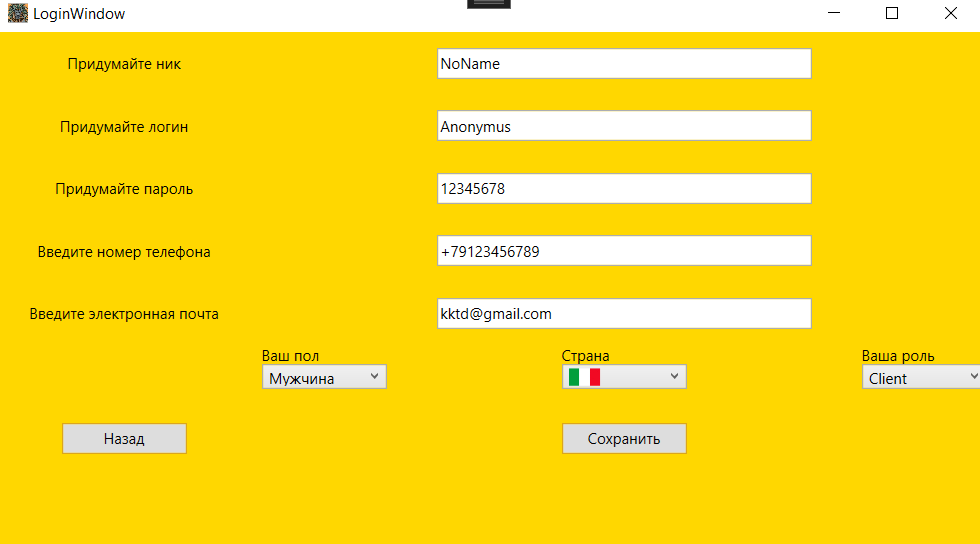 LoginWindow
Придумайте ник
NoName
Придумайте логин
Anonymus
Придумайте пароль
12345678
Введите номер телефона
+79123456789
Введите электронная почта
kktd@gmail.com
Ваш пол
Страна
Ваша роль
Мужчина
Client
Назад
Сохранить